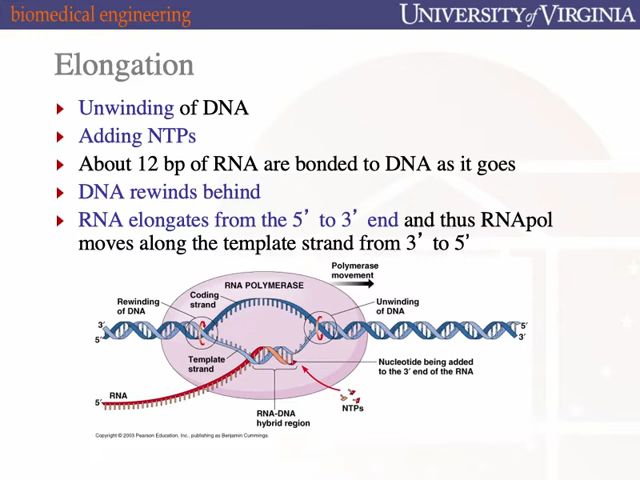 biomedical engineering
UNIVERSITY of VIRGINIA
Elongation
Unwinding of DNA
Adding NTPs
About 12 bp of RNA are bonded to DNA as it goes
DNA rewinds behind
RNA elongates from the 5’ to 3’ end and thus RNApol
moves along the template strand from 3’ to 5’
Polymerase
movement
RNA POLYMERASE
Coding
strand
Rewinding
of DNA
Unwinding
of DNA
3′
5′
5′
3′
Template
strand
Nucleotide being added
to the 3′ end of the RNA
RNA
5′
NTPs
RNA-DNA
hybrid region
Copyright © 2003 Pearson Education, Inc., publishing as Benjamin Cummings.